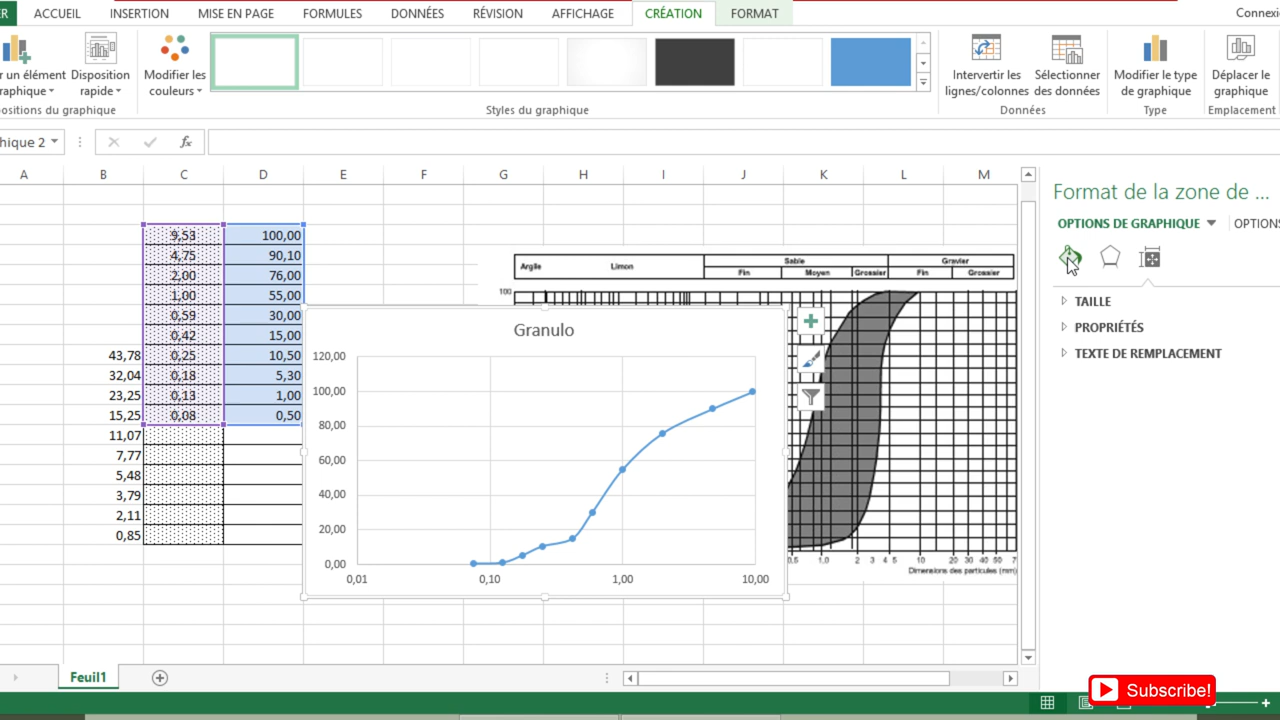 ER ACCUEIL INSERTION MISE EN PAGE FORMULES DONNÉES RÉVISION AFFICHAGE CRÉATION FORMAT Connexi
r un élément
raphique
Disposition
rapide
Modifier les
couleurs
Intervertir les
lignes/colonnes
Sélectionner
des données
Modifier le type
de graphique
Déplacer le
graphique
ositions du graphique Styles du graphique Données Type Emplacement
hique 2 fx
A B C D E F G H I J K L M
9,53 100,00
4,75 90,10
2,00 76,00
1,00 55,00
0,59 30,00
0,42 15,00
43,78 0,25 10,50
32,04 0,18 5,30
23,25 0,13 1,00
15,25 0,08 0,50
11,07
7,77
5,48
3,79
2,11
0,85
Argile Limon Sable Gravier
Fin Moyen Grossier Fin Grossier
100
Granulo
120,00
100,00
80,00
60,00
40,00
20,00
0,00
0,01 0,10 1,00 10,00
0,5 1,0 2 3 4 5 10 20 30 40 50 7
Dimensions des particules (mm)
Format de la zone de ...
OPTIONS DE GRAPHIQUE OPTIONS
TAILLE
PROPRIÉTÉS
TEXTE DE REMPLACEMENT
Feuil1
Subscribe!